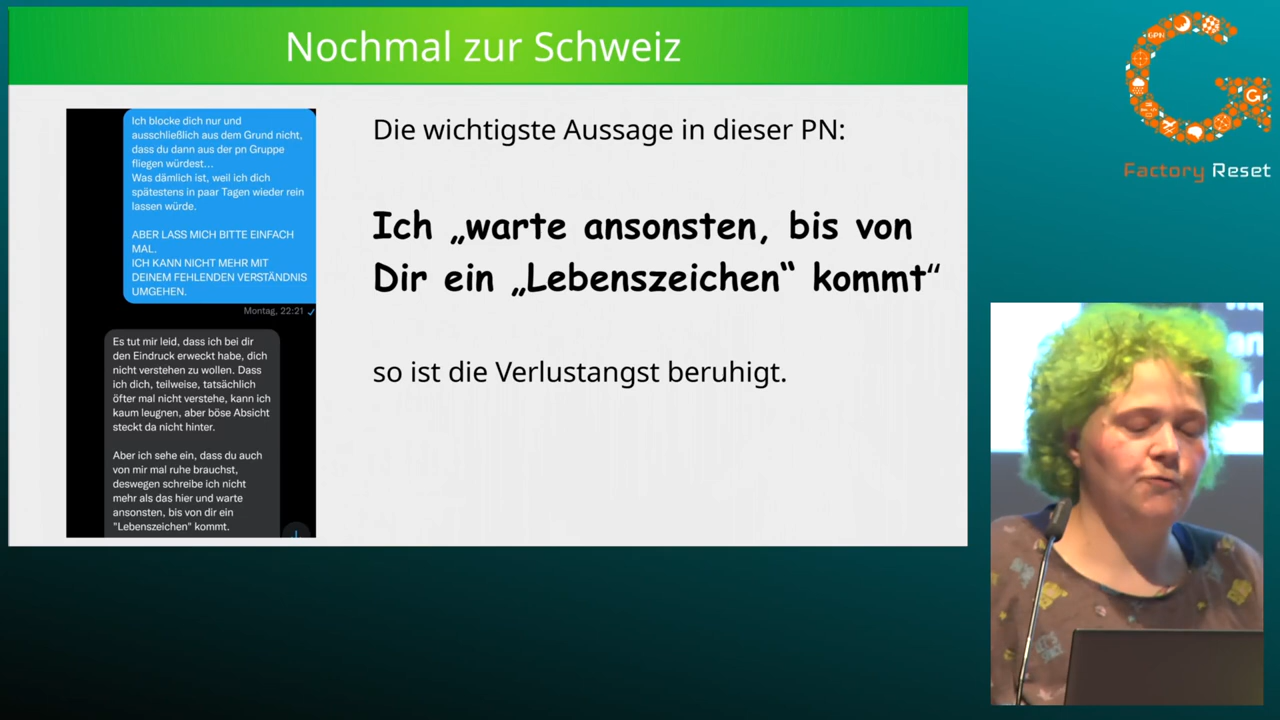 Nochmal zur Schweiz
Ich blocke dich nur und
ausschließlich aus dem Grund nicht,
dass du dann aus der pn Gruppe
fliegen würdest...
Was dämlich ist, weil ich dich
spätestens in paar Tagen wieder rein
lassen würde.
ABER LASS MICH BITTE EINFACH
MAL.
ICH KANN NICHT MEHR MIT
DEINEM FEHLENDEN VERSTÄNDNIS
UMGEHEN.
Montag, 22:21
Es tut mir leid, dass ich bei dir
den Eindruck erweckt habe, dich
nicht verstehen zu wollen. Dass
ich dich, teilweise, tatsächlich
öfter mal nicht verstehe, kann ich
kaum leugnen, aber böse Absicht
steckt da nicht hinter.
Aber ich sehe ein, dass du auch
von mir mal ruhe brauchst,
deswegen schreibe ich nicht
mehr als das hier und warte
ansonsten, bis von dir ein
"Lebenszeichen" kommt.
Die wichtigste Aussage in dieser PN:
Ich „warte ansonsten, bis von
Dir ein „Lebenszeichen“ kommt“
so ist die Verlustangst beruhigt.
GPN
Factory Reset